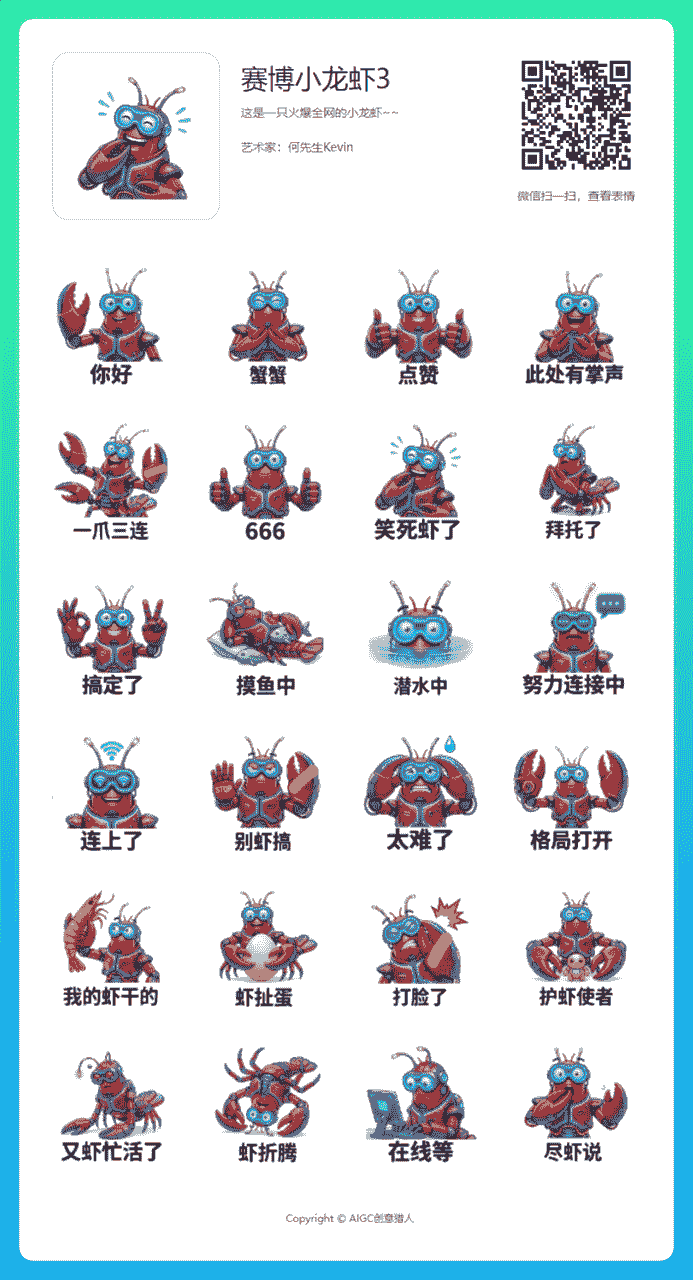 赛博小龙虾3
这是一只火爆全网的小龙虾~~
艺术家：何先生Kevin
微信扫一扫，查看表情
你好
蟹蟹
点赞
此处有掌声
一爪三连
666
笑死虾了
拜托了
搞定了
摸鱼中
潜水中
努力连接中
连上了
STOP
别虾搞
太难了
格局打开
我的虾干的
虾扯蛋
打脸了
护虾使者
又虾忙活了
虾折腾
在线等
尽虾说
Copyright © AIGC创意猎人